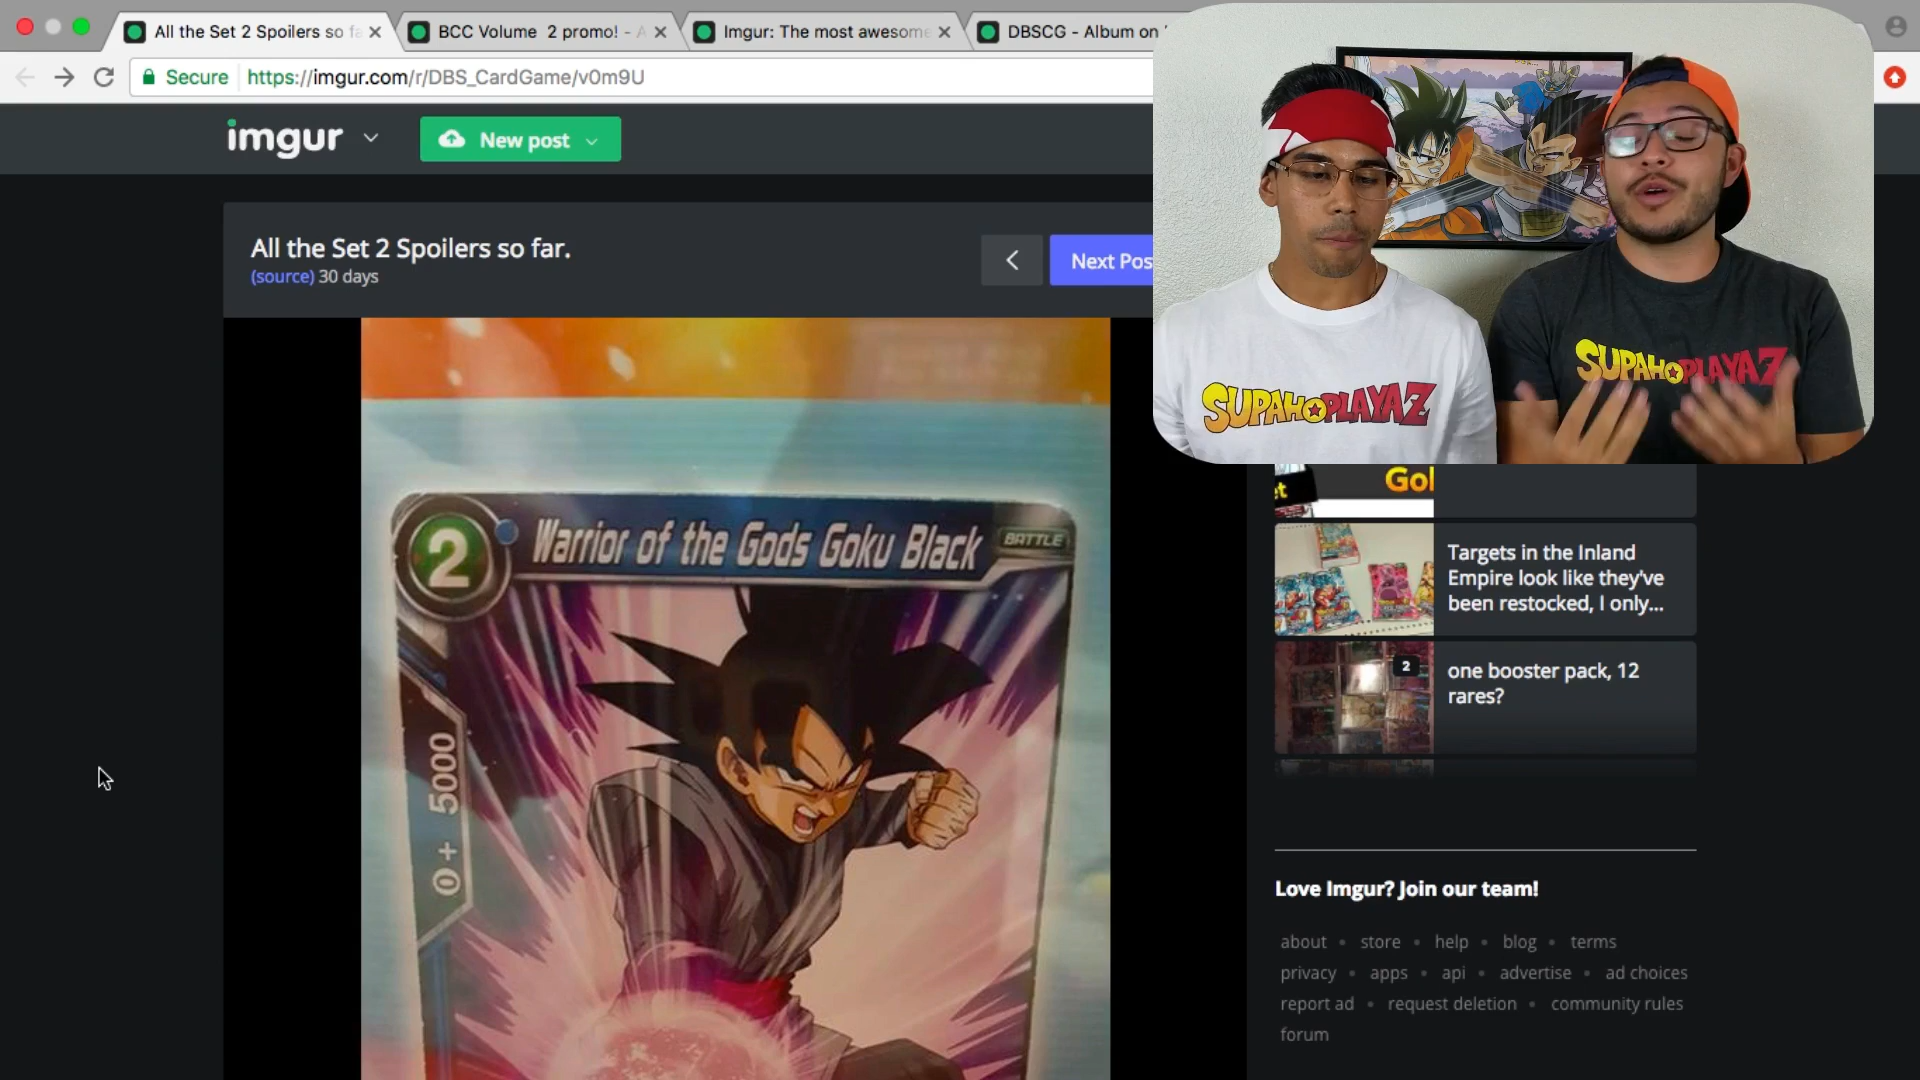 All the Set 2 Spoilers so fa
BCC Volume 2 promo! - A
Imgur: The most awesome
DBSCG - Album on
Secure
https://imgur.com/r/DBS_CardGame/v0m9U
imgur
New post
All the Set 2 Spoilers so far.
(source) 30 days
Next Pos
SUPAHOPLAYAZ
SUPAHOPLAYAZ
2
Warrior of the Gods Goku Black
BATTLE
+ 5000
et
Gol
Targets in the Inland
Empire look like they've
been restocked, I only...
2
one booster pack, 12
rares?
Love Imgur? Join our team!
about • store • help • blog • terms
privacy • apps • api • advertise • ad choices
report ad • request deletion • community rules
forum